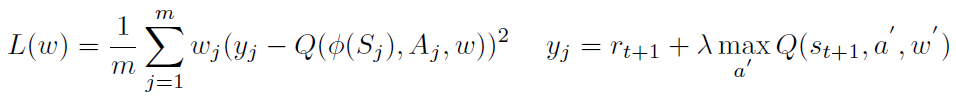 L(w) = \frac{1}{m} \sum_{j=1}^{m} w_j (y_j - Q(\phi(S_j), A_j, w))^2 \quad y_j = r_{t+1} + \lambda \max_{a'} Q(s_{t+1}, a', w')